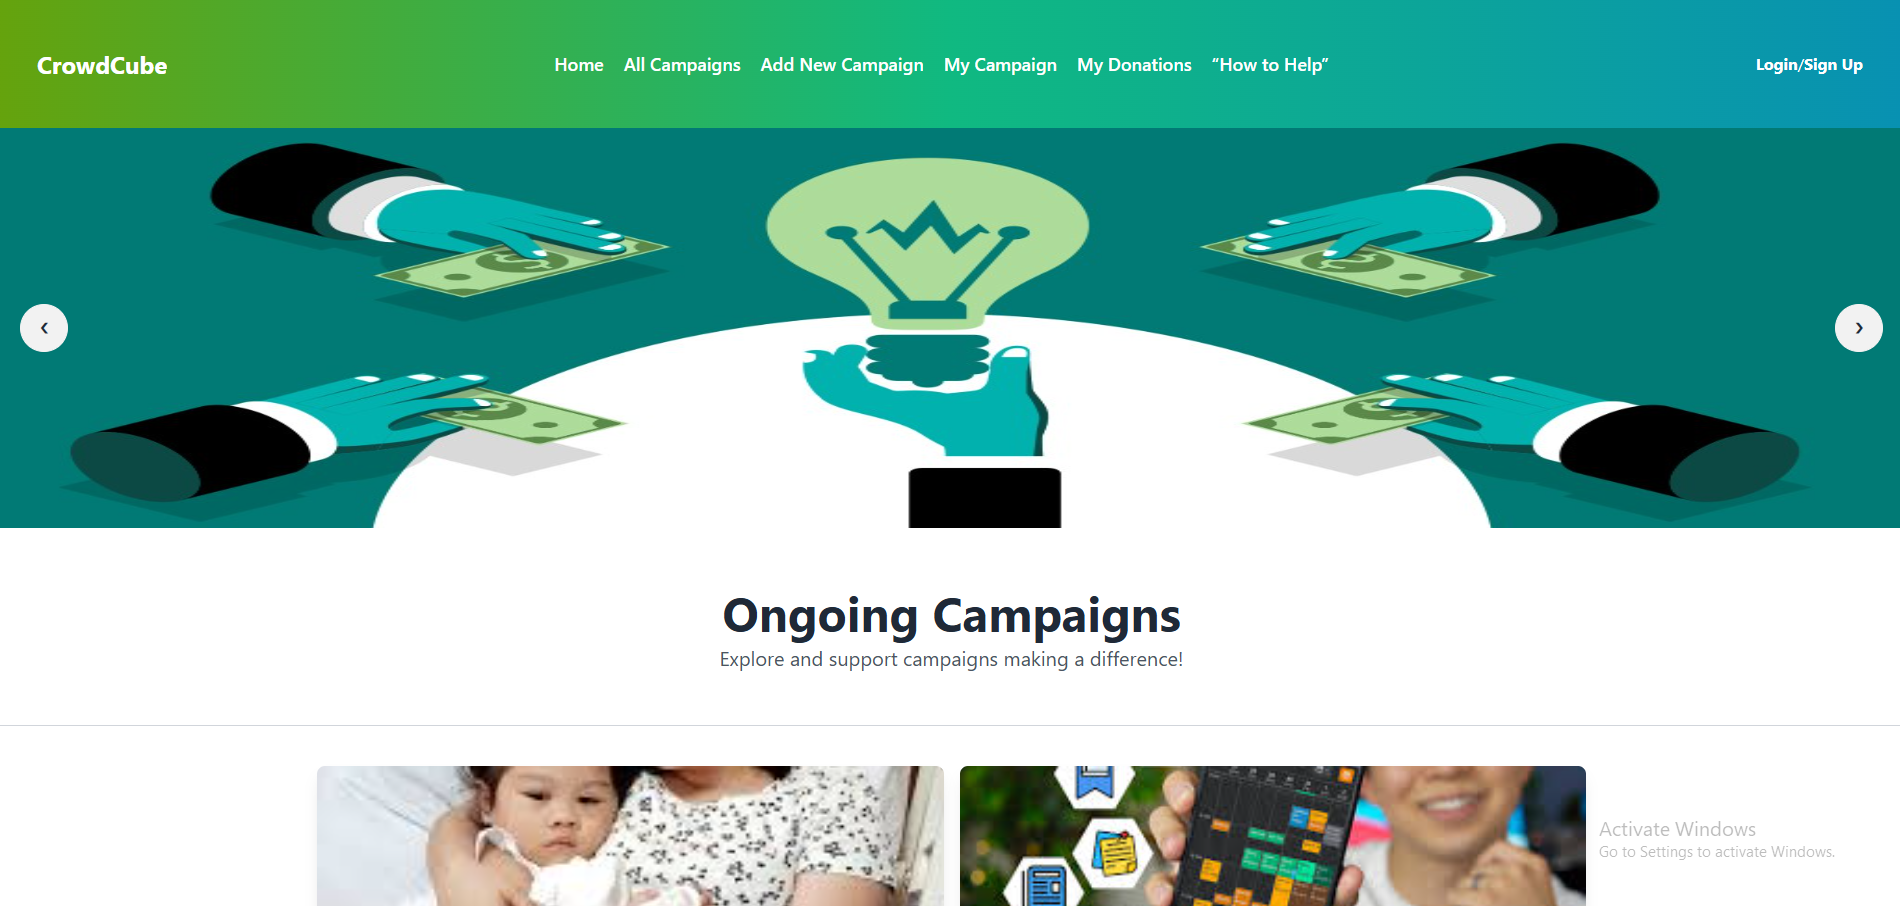 CrowdCube
Home All Campaigns Add New Campaign My Campaign My Donations “How to Help”
Login/Sign Up
‹
›
Ongoing Campaigns
Explore and support campaigns making a difference!
Activate Windows
Go to Settings to activate Windows.